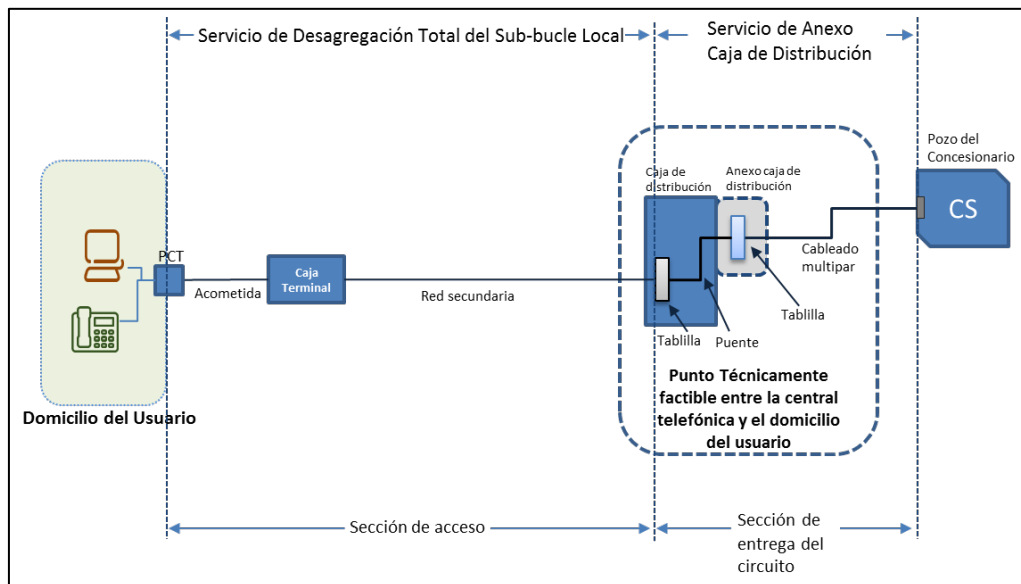 Servicio de Desagregación Total del Sub-bucle Local
Servicio de Anexo
Caja de Distribución
Pozo del
Concesionario
CS
Caja de
distribución
Anexo caja de
distribución
PCT
Caja
Terminal
Acometida
Red secundaria
Cableado
multipar
Tablilla
Tablilla
Puente
Punto Técnicamente
factible entre la central
telefónica y el domicilio
del usuario
Domicilio del Usuario
Sección de acceso
Sección de
entrega del
circuito